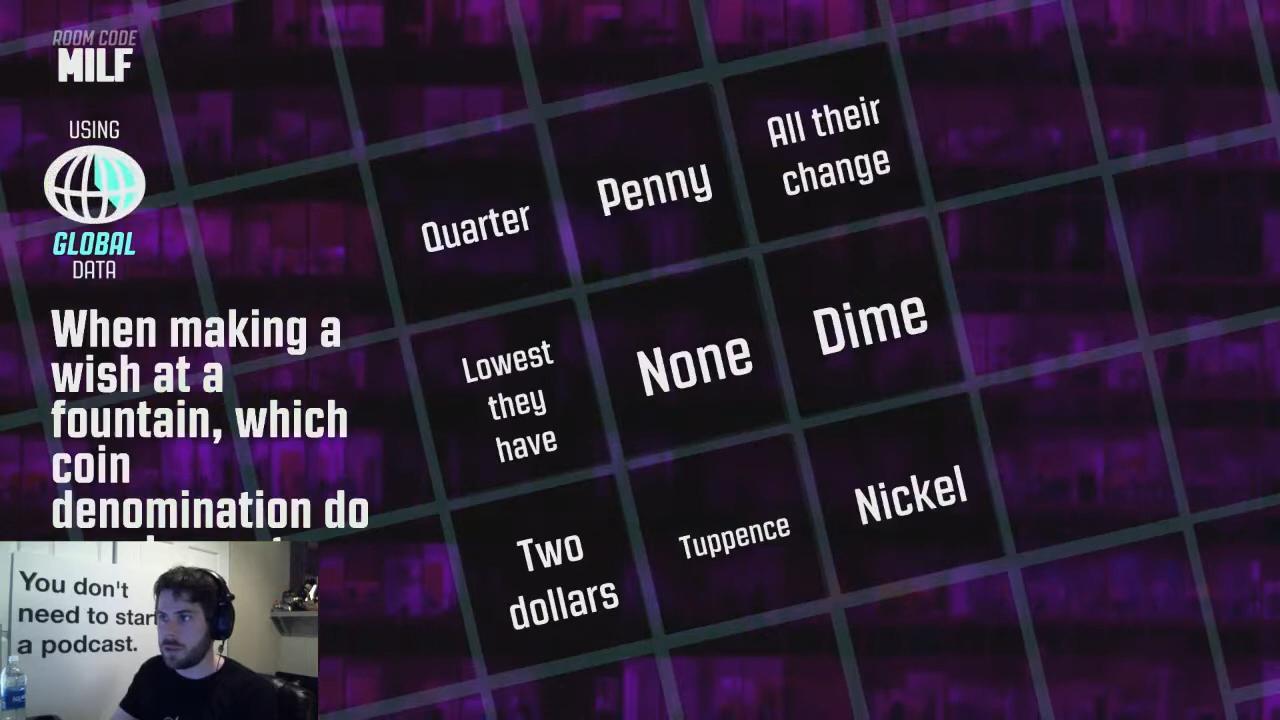 ROOM CODE
MILF
USING
GLOBAL
DATA
When making a
wish at a
fountain, which
coin
denomination do
Quarter
Penny
All their
change
Lowest
they
have
None
Dime
Two
dollars
Tuppence
Nickel
You don't
need to start
a podcast.